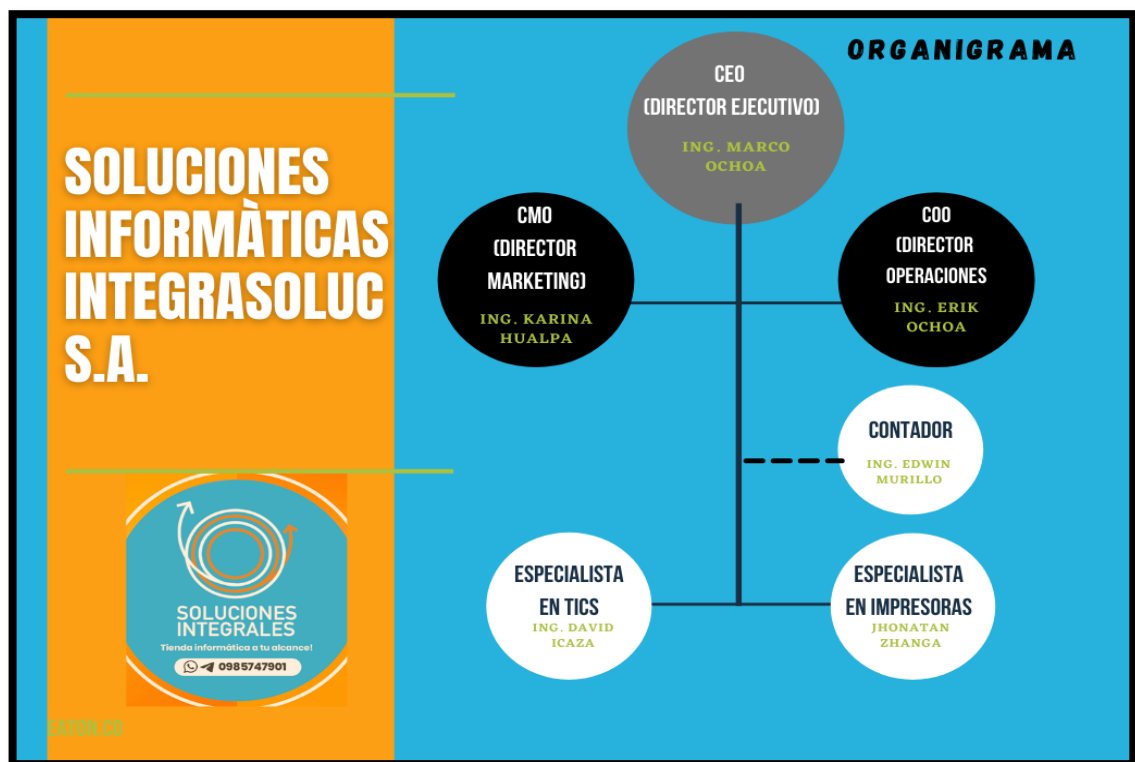 ORGANIGRAMA
SOLUCIONES
INFORMÀTICAS
INTEGRASOLUC
S.A.
SOLUCIONES
INTEGRALES
Tienda informática a tu alcance!
0985747901
EATON.CO
CEO
(DIRECTOR EJECUTIVO)
ING. MARCO
OCHOA
CMO
(DIRECTOR
MARKETING)
ING. KARINA
HUALPA
COO
(DIRECTOR
OPERACIONES
ING. ERIK
OCHOA
CONTADOR
ING. EDWIN
MURILLO
ESPECIALISTA
EN TICS
ING. DAVID
ICAZA
ESPECIALISTA
EN IMPRESORAS
JHONATAN
ZHANGA